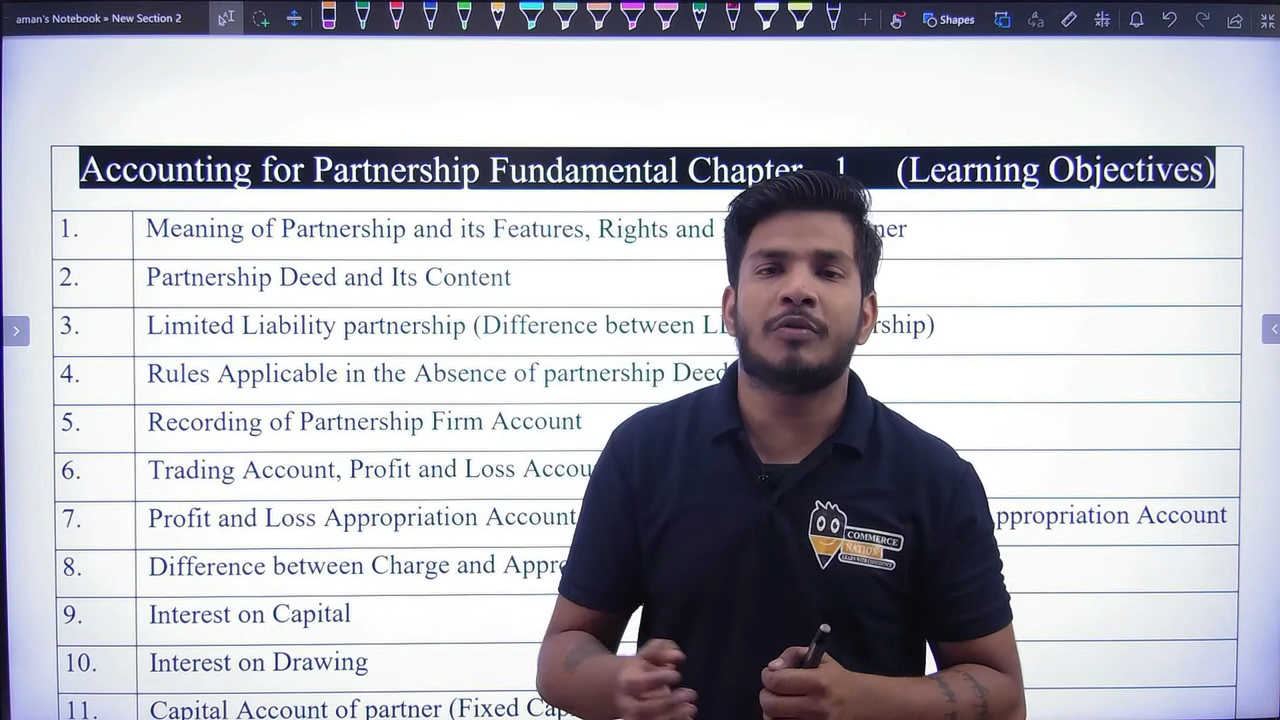 aman's Notebook » New Section 2
Shapes
Accounting for Partnership Fundamental Chapter 1 (Learning Objectives)
1. Meaning of Partnership and its Features, Rights and
2. Partnership Deed and Its Content
3. Limited Liability partnership (Difference between
4. Rules Applicable in the Absence of partnership Deed
5. Recording of Partnership Firm Account
6. Trading Account, Profit and Loss
7. Profit and Loss Appropriation Account ppropriation Account
8. Difference between Charge and
9. Interest on Capital
10. Interest on Drawing
11. Capital Account of partner (Fixed
COMMERCE
NATION
LEARN WITH CONFIDENCE